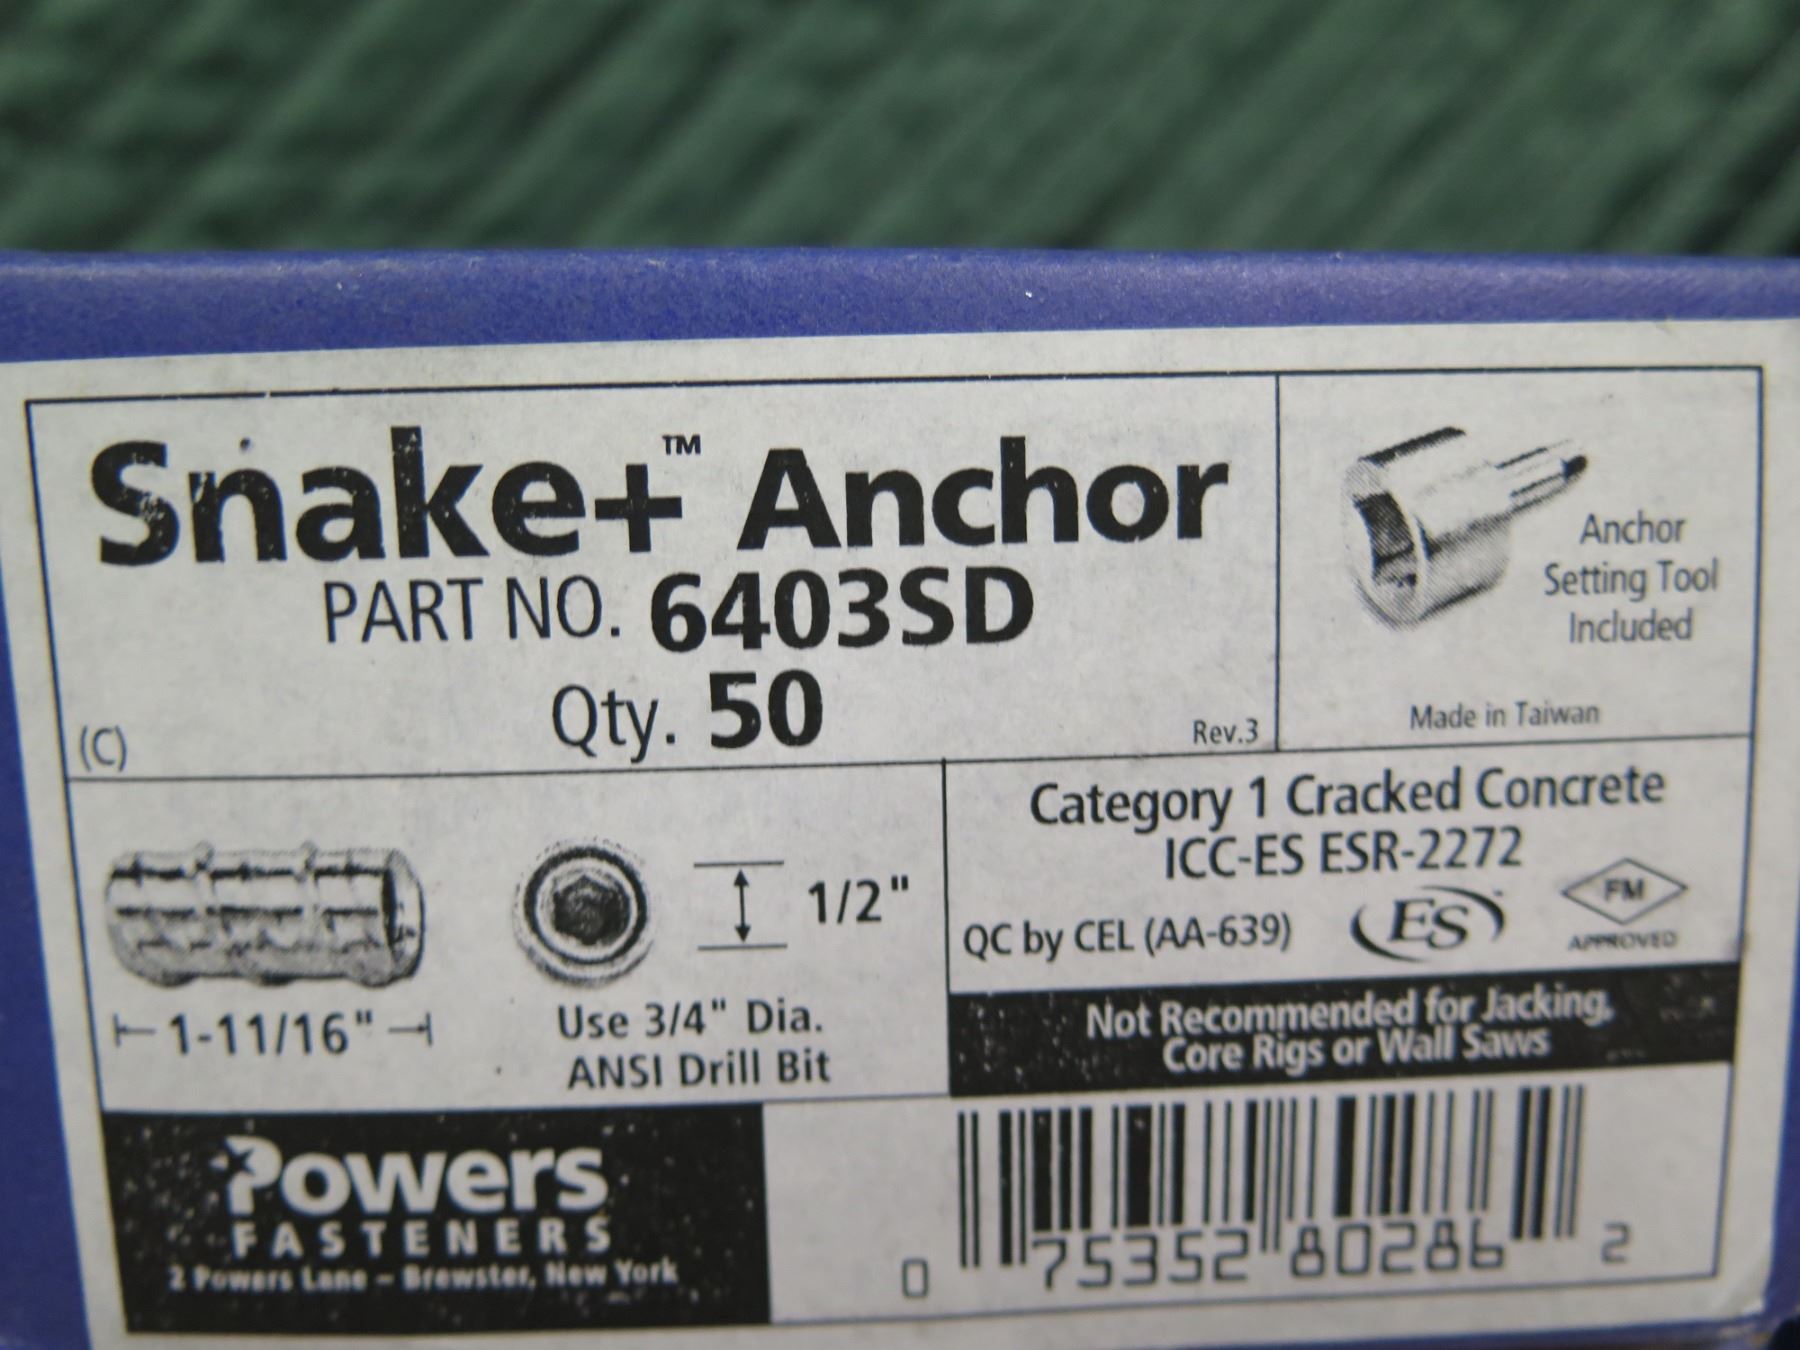 Snake+™ Anchor
PART NO. 6403SD
Qty. 50
(C)
Rev.3
Anchor
Setting Tool
Included
Made in Taiwan
1-11/16"
1/2"
Use 3/4" Dia.
ANSI Drill Bit
Category 1 Cracked Concrete
ICC-ES ESR-2272
QC by CEL (AA-639)
ES
FM
APPROVED
Not Recommended for Jacking,
Core Rigs or Wall Saws
Powers
FASTENERS
2 Powers Lane – Brewster, New York
0 75352 80286 2